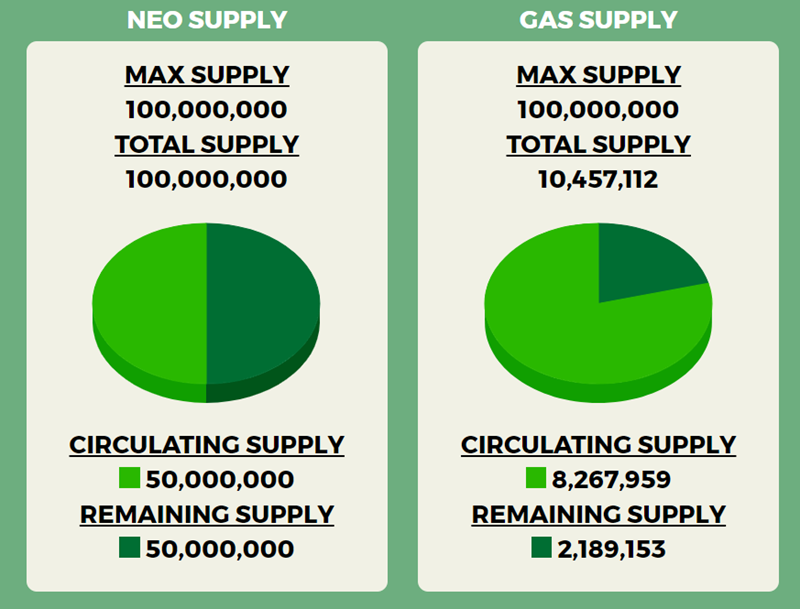 NEO SUPPLY
MAX SUPPLY
100,000,000
TOTAL SUPPLY
100,000,000
CIRCULATING SUPPLY
50,000,000
REMAINING SUPPLY
50,000,000
GAS SUPPLY
MAX SUPPLY
100,000,000
TOTAL SUPPLY
10,457,112
CIRCULATING SUPPLY
8,267,959
REMAINING SUPPLY
2,189,153